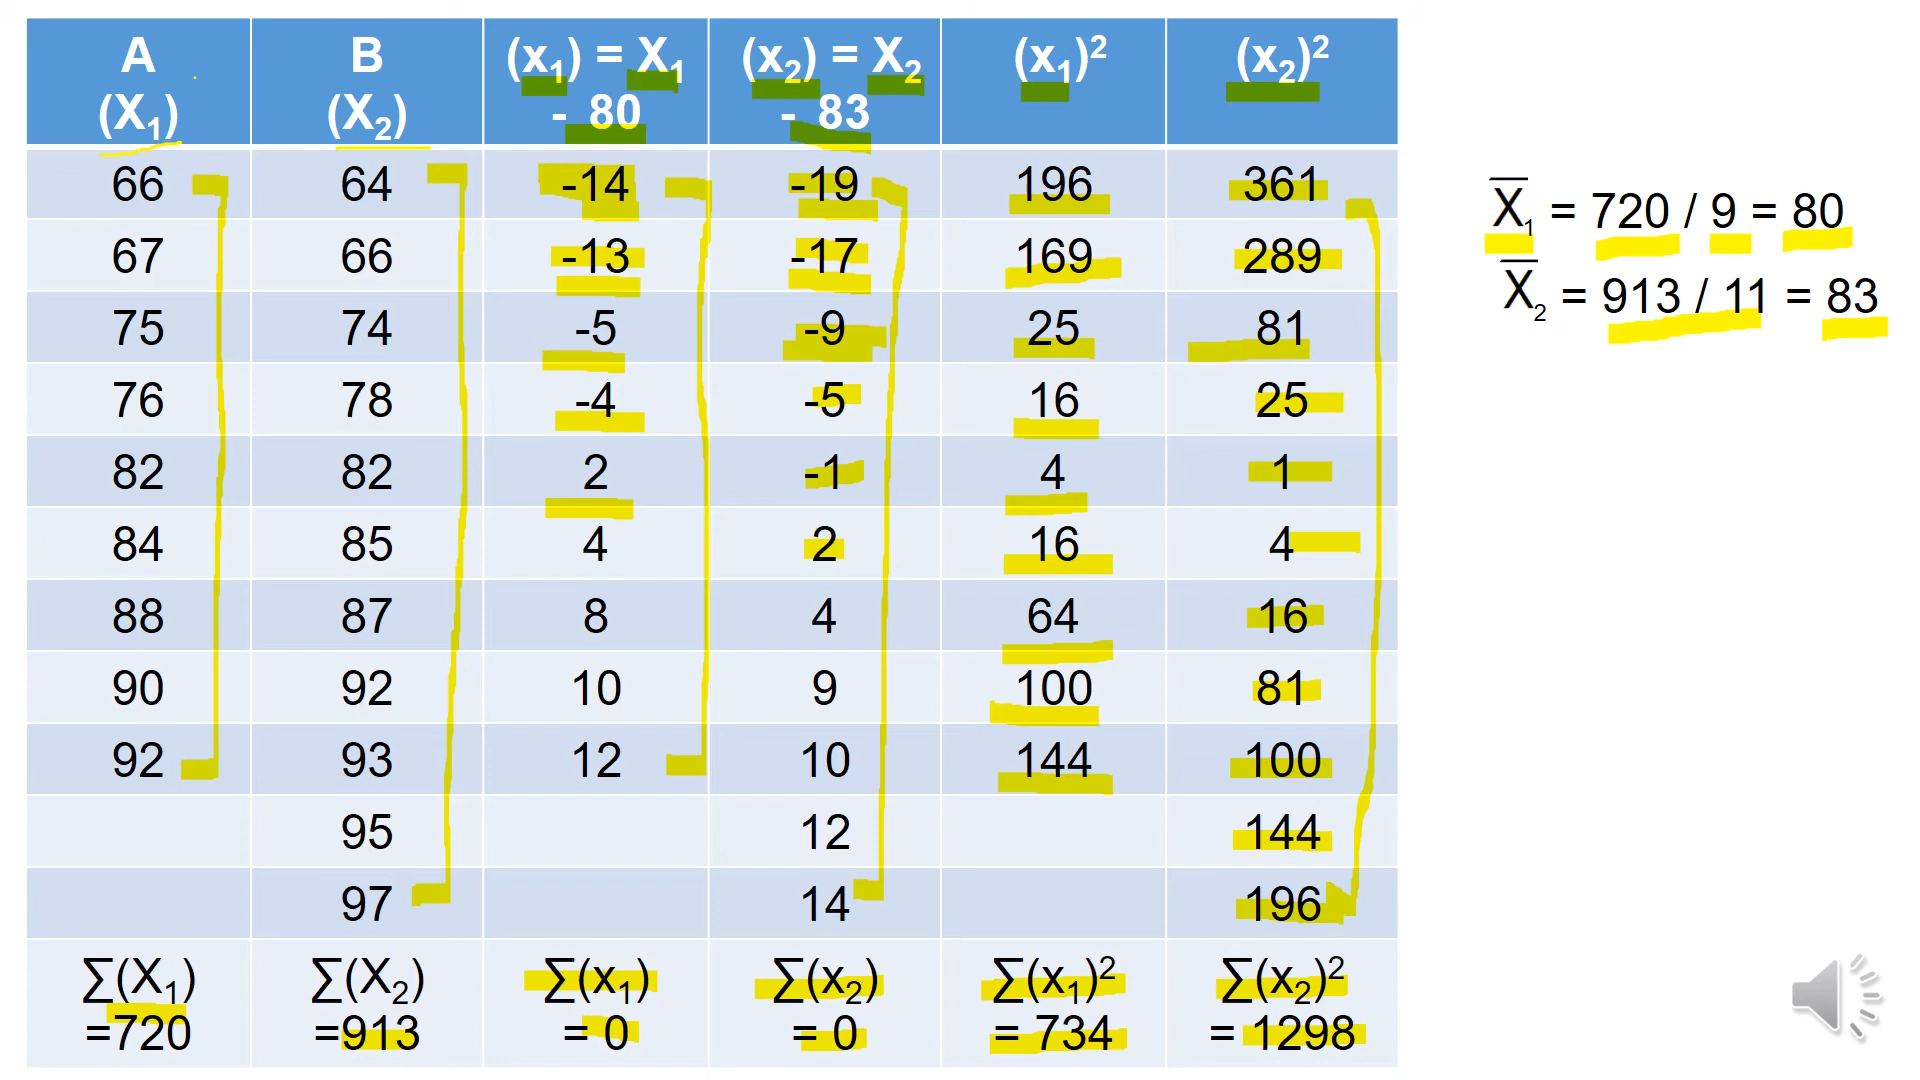 A (X₁) B (X₂) (x₁) = X₁ - 80 (x₂) = X₂ - 83 (x₁)² (x₂)²
66 64 -14 -19 196 361
67 66 -13 -17 169 289
75 74 -5 -9 25 81
76 78 -4 -5 16 25
82 82 2 -1 4 1
84 85 4 2 16 4
88 87 8 4 64 16
90 92 10 9 100 81
92 93 12 10 144 100
95 12 144
97 14 196
∑(X₁) =720 ∑(X₂) =913 ∑(x₁) = 0 ∑(x₂) = 0 ∑(x₁)² = 734 ∑(x₂)² = 1298
X̅₁ = 720 / 9 = 80
X̅₂ = 913 / 11 = 83